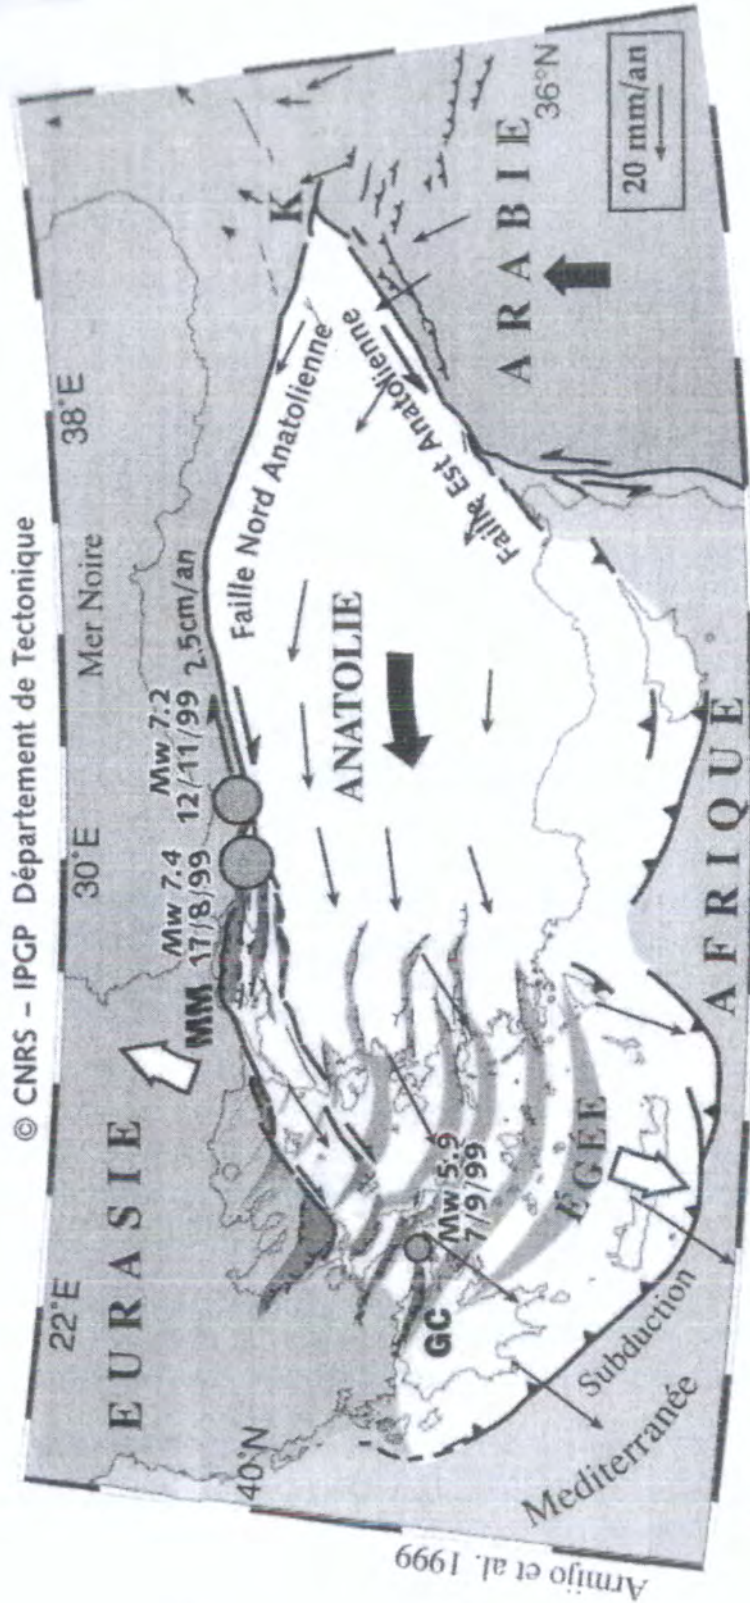 © CNRS – IPGP Département de Tectonique
22°E
30°E
38°E
Mer Noire
EURASIE
Mw 7.4
17/8/99
Mw 7.2
12/11/99
2.5cm/an
MM
K
Faille Nord Anatolienne
40°N
ANATOLIE
Faille Est Anatolienne
GC
Mw 5.9
7/9/99
ÉGÉE
ARABIE
36°N
Subduction
Mediterranée
AFRIQUE
20 mm/an
Armijo et al. 1999